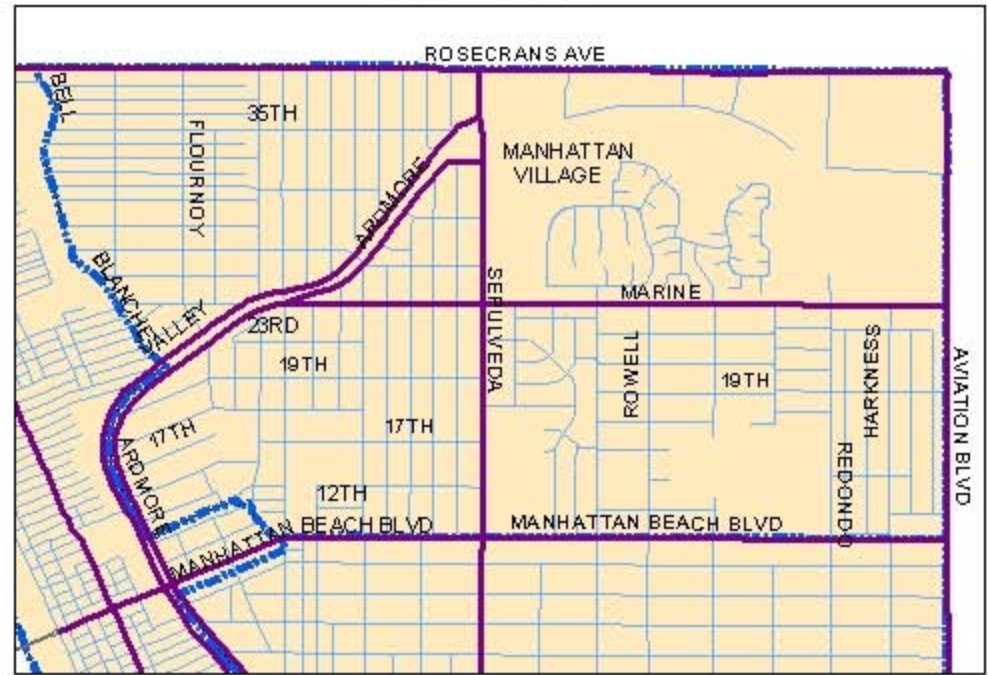 ROSECRANS AVE
BELL
35TH
FLOURNOY
MANHATTAN
VILLAGE
ARDMORE
BLANCHE
SEPULVEDA
MARINE
VALLEY
23RD
ROWELL
HARKNESS
AVIATION BLVD
19TH
19TH
17TH
17TH
ARDMORE
REDONDO
12TH
MANHATTAN BEACH BLVD
MANHATTAN BEACH BLVD